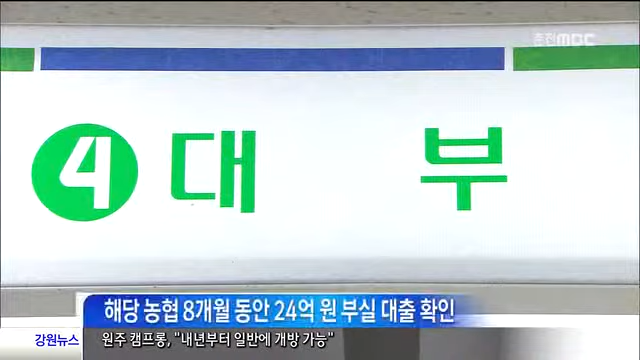 춘천MBC
4 대 부
해당 농협 8개월 동안 24억 원 부실 대출 확인
강원뉴스 원주 캠프롱, "내년부터 일반에 개방 가능"